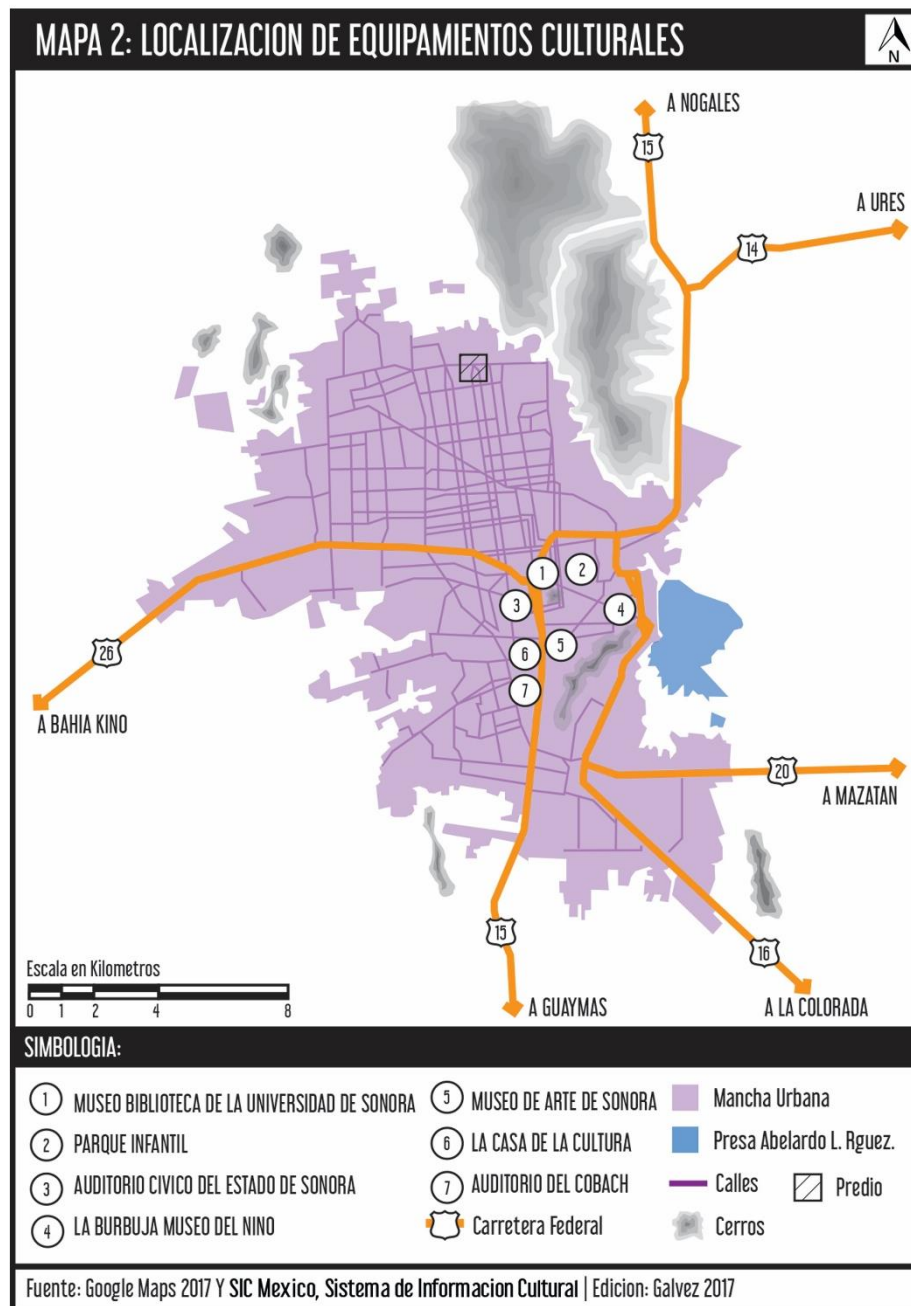 MAPA 2: LOCALIZACION DE EQUIPAMIENTOS CULTURALES
N
A NOGALES
15
A URES
14
1
2
3
4
5
6
7
26
A BAHIA KINO
20
A MAZATAN
15
16
A GUAYMAS
A LA COLORADA
Escala en Kilometros
0 1 2 4 8
SIMBOLOGIA:
1 MUSEO BIBLIOTECA DE LA UNIVERSIDAD DE SONORA
2 PARQUE INFANTIL
3 AUDITORIO CIVICO DEL ESTADO DE SONORA
4 LA BURBUJA MUSEO DEL NINO
5 MUSEO DE ARTE DE SONORA
6 LA CASA DE LA CULTURA
7 AUDITORIO DEL COBACH
Carretera Federal
Mancha Urbana
Presa Abelardo L. Rguez.
Calles
Predio
Cerros
Fuente: Google Maps 2017 Y SIC Mexico, Sistema de Informacion Cultural | Edicion: Galvez 2017